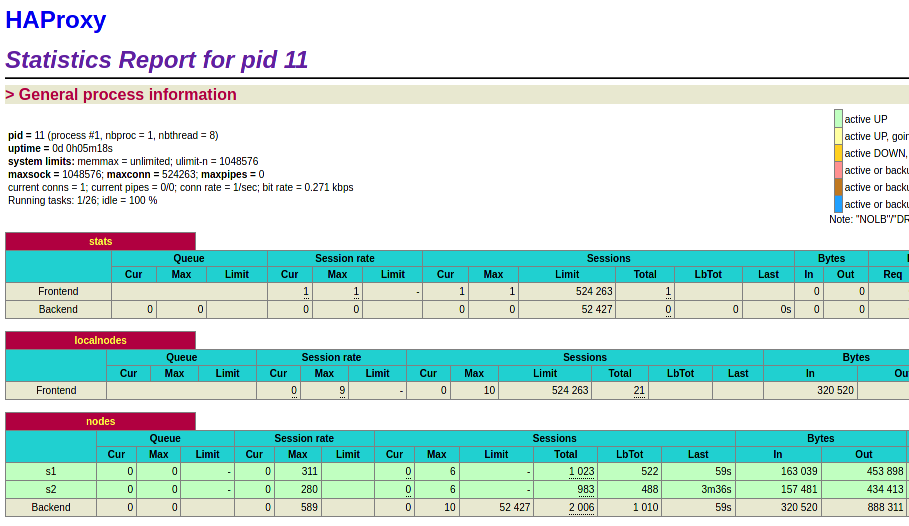 HAProxy
Statistics Report for pid 11
> General process information
pid = 11 (process #1, nbproc = 1, nbthread = 8)
uptime = 0d 0h05m18s
system limits: memmax = unlimited; ulimit-n = 1048576
maxsock = 1048576; maxconn = 524263; maxpipes = 0
current conns = 1; current pipes = 0/0; conn rate = 1/sec; bit rate = 0.271 kbps
Running tasks: 1/26; idle = 100 %
active UP
active UP, goin
active DOWN,
active or backu
active or backu
active or backu
Note: "NOLB"/"DR
stats
Queue Session rate Sessions Bytes
Cur Max Limit Cur Max Limit Cur Max Limit Total LbTot Last In Out Req
Frontend 1 1 - 1 1 524 263 1 0 0
Backend 0 0 0 0 0 0 52 427 0 0 0s 0 0
localnodes
Queue Session rate Sessions Bytes
Cur Max Limit Cur Max Limit Cur Max Limit Total LbTot Last In Ou
Frontend 0 9 - 0 10 524 263 21 320 520
nodes
Queue Session rate Sessions Bytes
Cur Max Limit Cur Max Limit Cur Max Limit Total LbTot Last In Out
s1 0 0 - 0 311 0 6 - 1 023 522 59s 163 039 453 898
s2 0 0 - 0 280 0 6 - 983 488 3m36s 157 481 434 413
Backend 0 0 0 589 0 10 52 427 2 006 1 010 59s 320 520 888 311